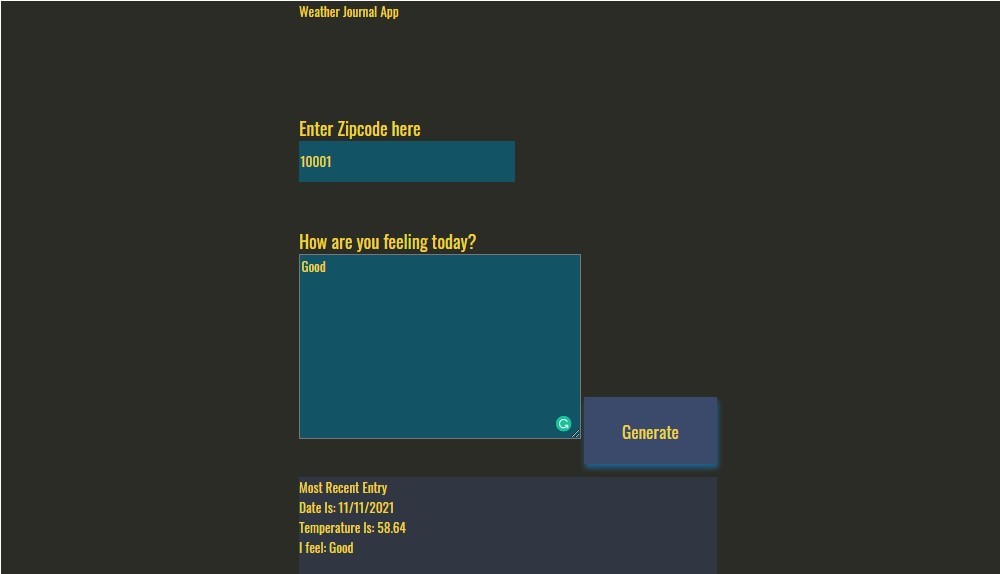 Weather Journal App
Enter Zipcode here
10001
How are you feeling today?
Good
Generate
Most Recent Entry
Date Is: 11/11/2021
Temperature Is: 58.64
I feel: Good